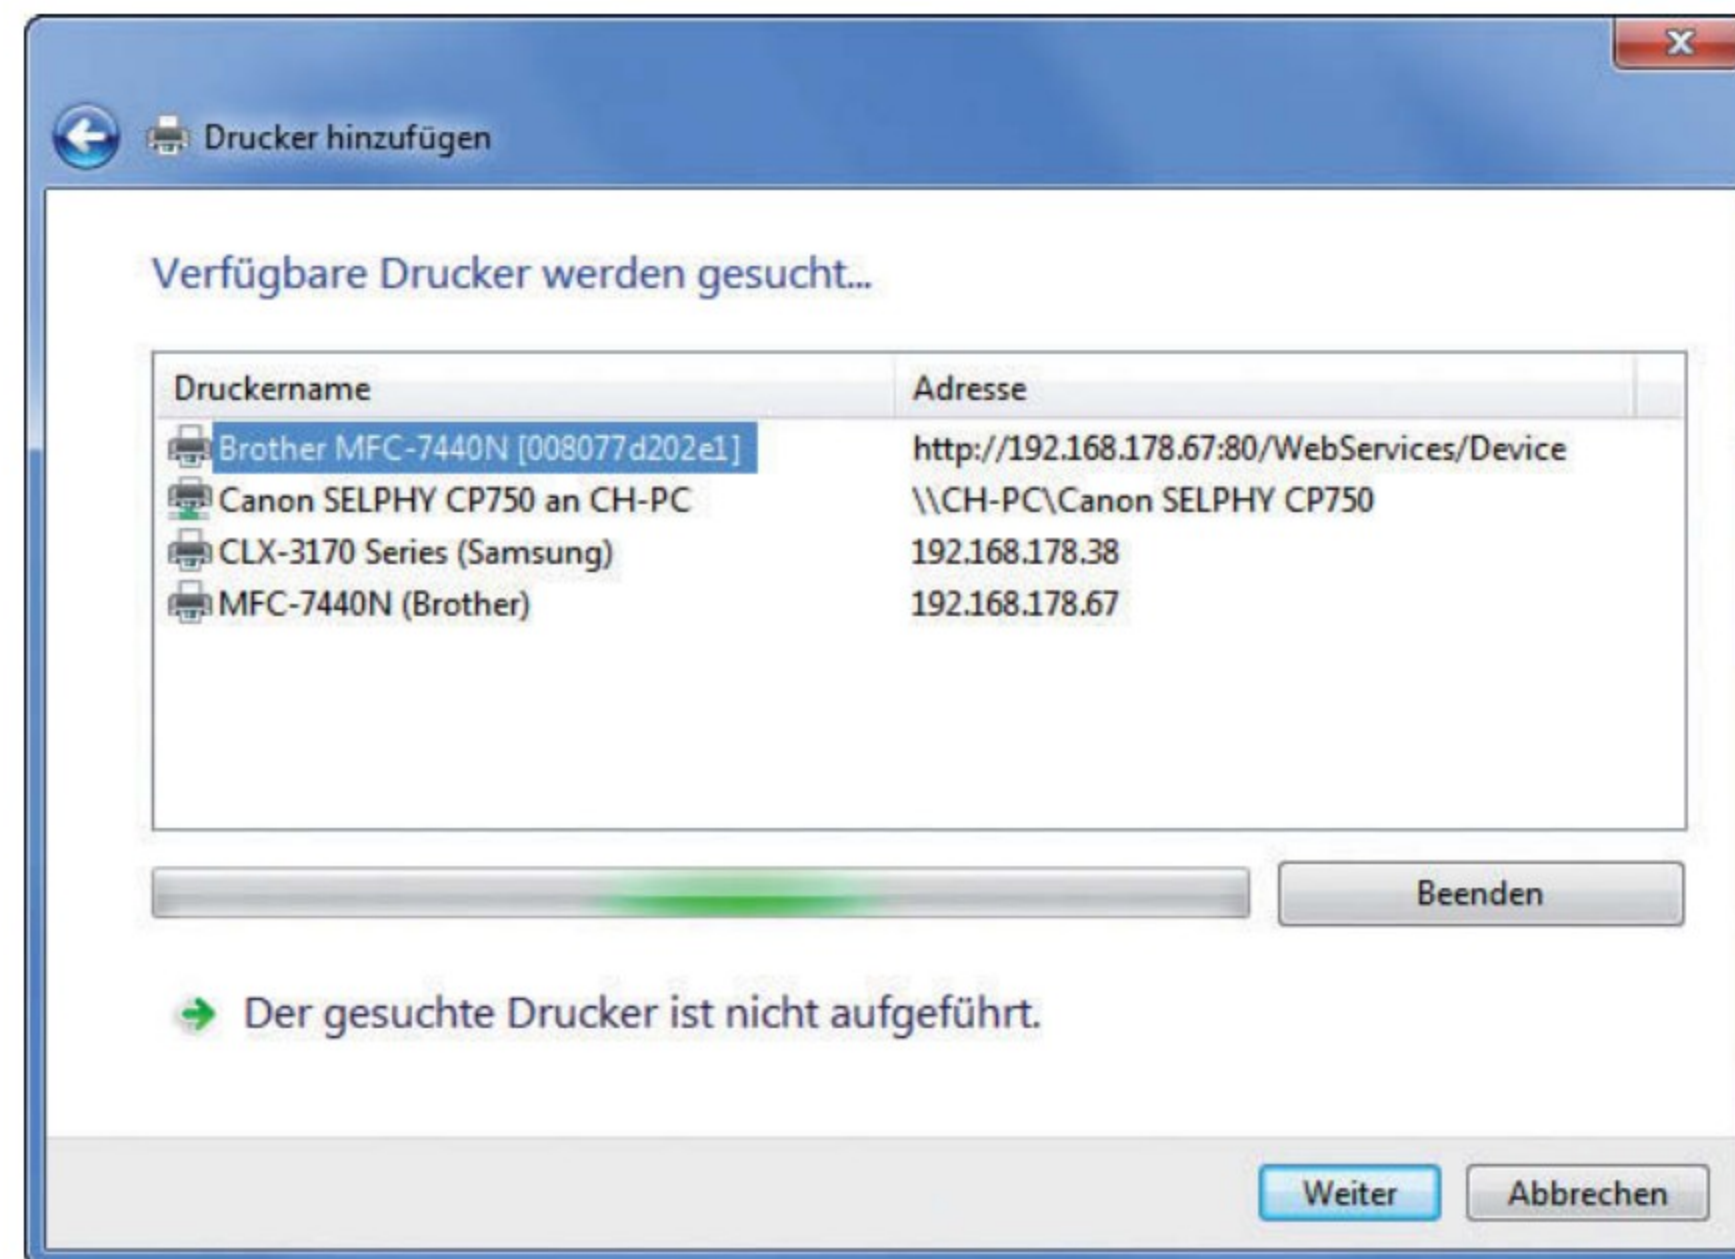 Drucker hinzufügen
Verfügbare Drucker werden gesucht...
Druckername Adresse
Brother MFC-7440N [008077d202e1] http://192.168.178.67:80/WebServices/Device
Canon SELPHY CP750 an CH-PC \\CH-PC\Canon SELPHY CP750
CLX-3170 Series (Samsung) 192.168.178.38
MFC-7440N (Brother) 192.168.178.67
Beenden
Der gesuchte Drucker ist nicht aufgeführt.
Weiter Abbrechen